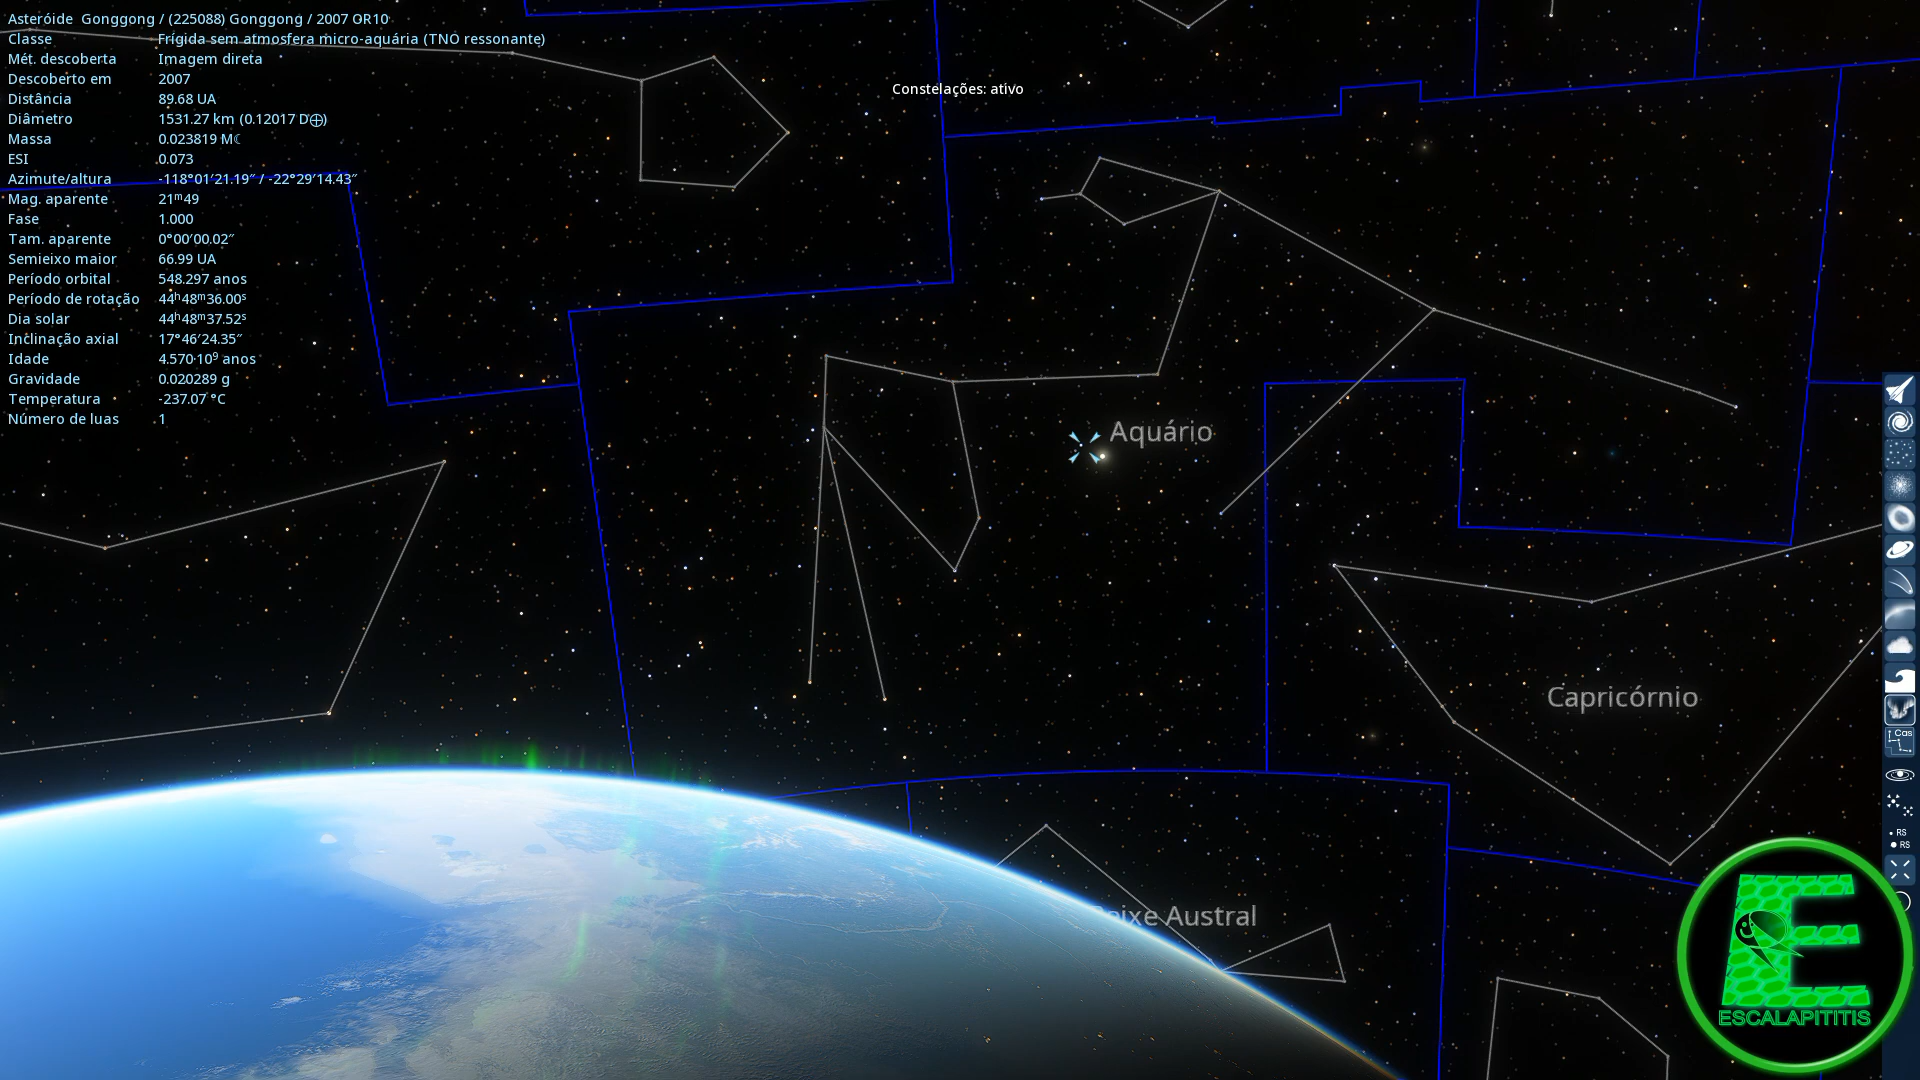 Asteróide Gonggong / (225088) Gonggong / 2007 OR10
Classe Frígida sem atmosfera micro-aquária (TNO ressonante)
Mét. descoberta Imagem direta
Descoberto em 2007
Distância 89.68 UA
Diâmetro 1531.27 km (0.12017 D⊕)
Massa 0.023819 M☾
ESI 0.073
Azimute/altura -118°01′21.19″ / -22°29′14.43″
Mag. aparente 21ᵐ49
Fase 1.000
Tam. aparente 0°00′00.02″
Semieixo maior 66.99 UA
Período orbital 548.297 anos
Período de rotação 44ʰ48ᵐ36.00ˢ
Dia solar 44ʰ48ᵐ37.52ˢ
Inclinação axial 17°46′24.35″
Idade 4.570·10⁹ anos
Gravidade 0.020289 g
Temperatura -237.07 °C
Número de luas 1
Constelações: ativo
Aquário
Capricórnio
Peixe Austral
Cas
RS
RS
E
ESCALAPITITIS